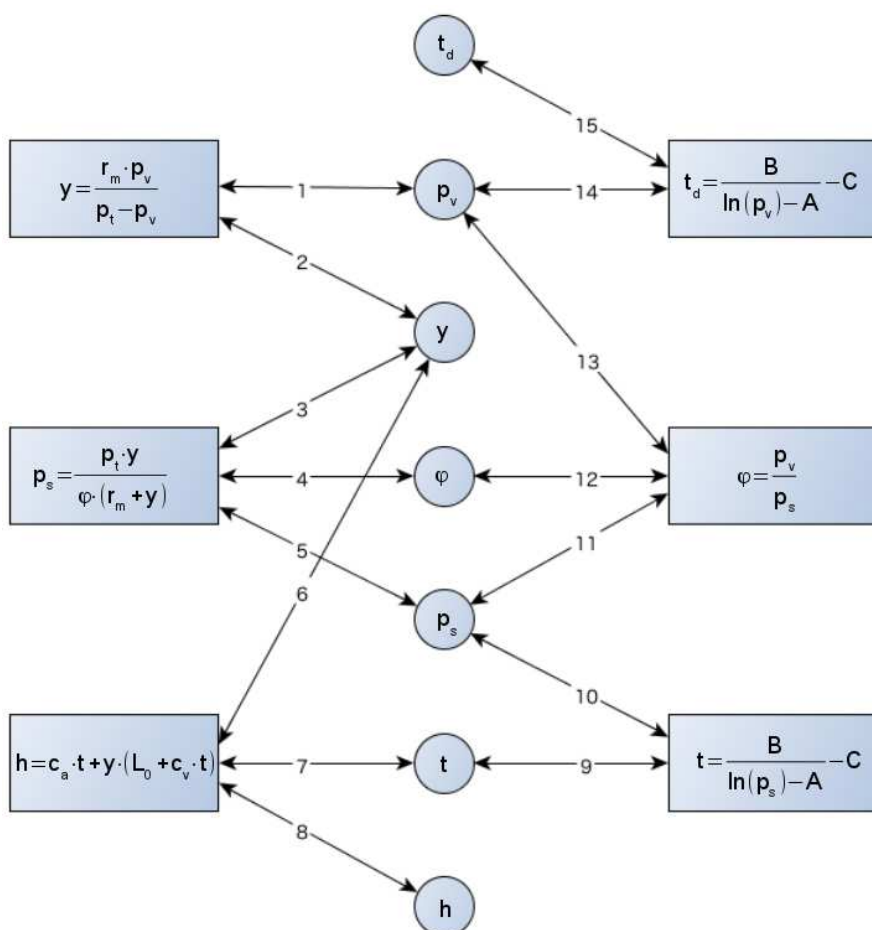 t_d
15
y = (r_m·p_v)/(p_t−p_v)
1
p_v
14
t_d = B/(ln(p_v)−A) −C
2
y
3
13
p_s = (p_t·y)/(φ·(r_m+y))
4
φ
12
φ = p_v/p_s
5
11
6
p_s
10
h=c_a·t+y·(L_0+c_v·t)
7
t
9
t = B/(ln(p_s)−A) −C
8
h